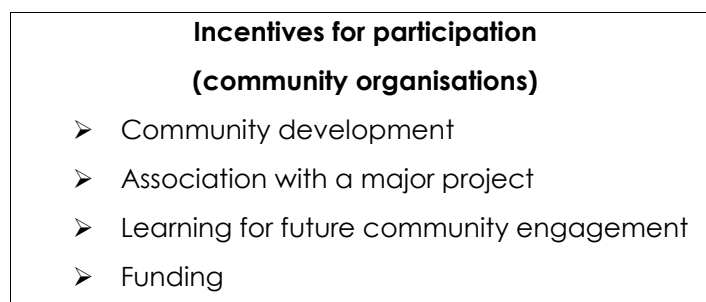 Incentives for participation
(community organisations)
➢ Community development
➢ Association with a major project
➢ Learning for future community engagement
➢ Funding